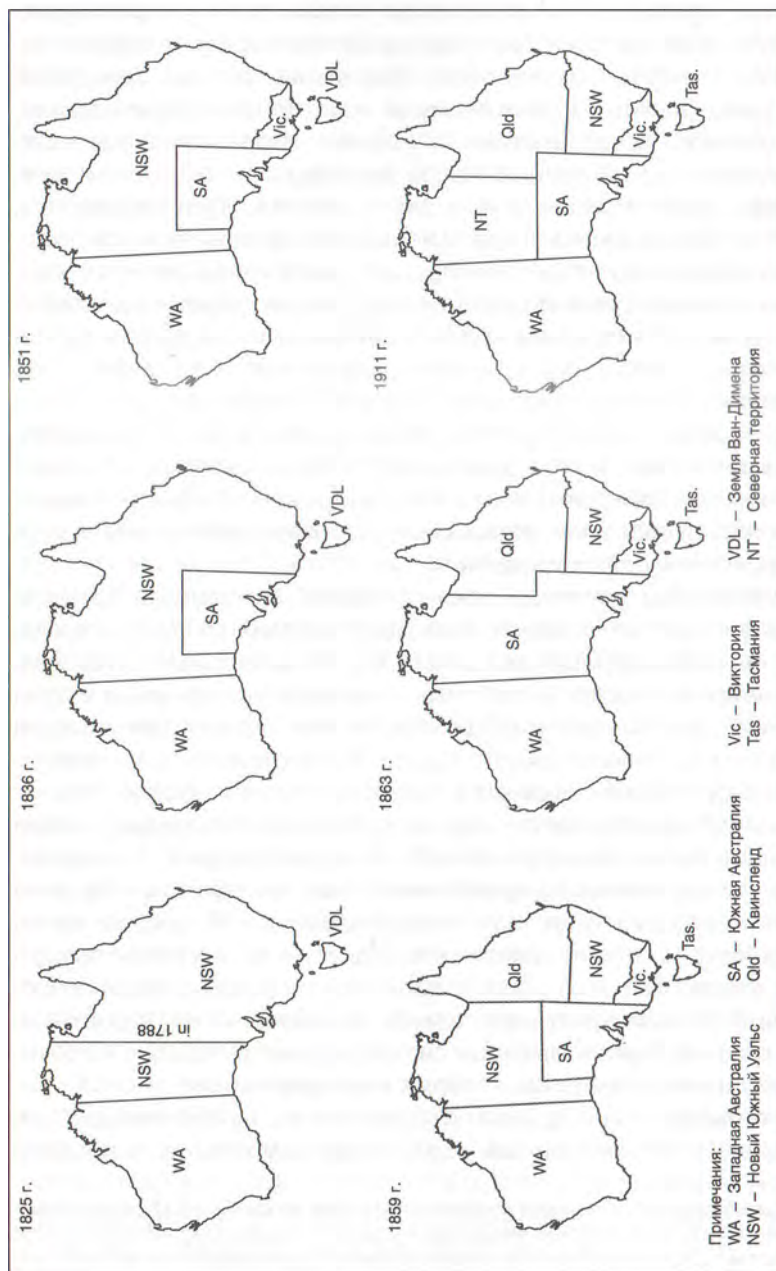 1825 г.
WA
NSW
in 1788
NSW
VDL
1836 г.
WA
NSW
SA
VDL
1851 г.
WA
NSW
SA
Vic.
VDL
1859 г.
WA
NSW
SA
Qld
NSW
Vic.
Tas.
1863 г.
WA
SA
Qld
NSW
Vic.
Tas.
1911 г.
WA
NT
SA
Qld
NSW
Vic.
Tas.
Примечания:
WA – Западная Австралия SA – Южная Австралия Vic – Виктория VDL – Земля Ван-Димена
NSW – Новый Южный Уэльс Qld – Квинсленд Tas – Тасмания NT – Северная территория